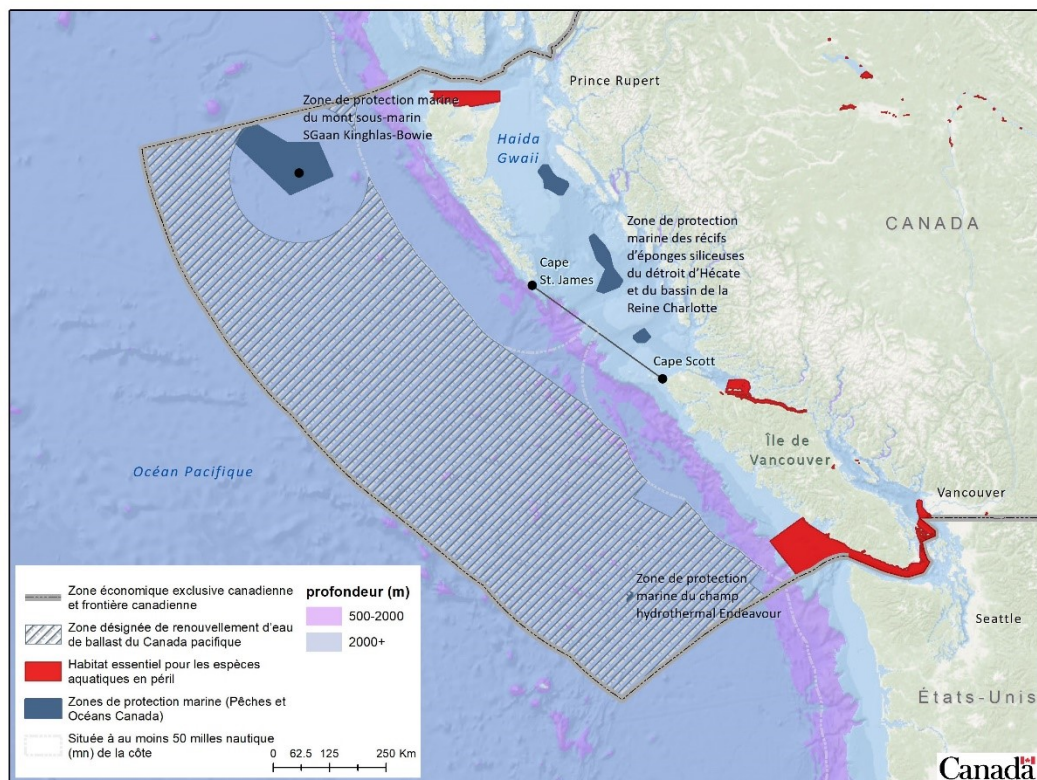 Prince Rupert
Zone de protection marine
du mont sous-marin
SGaan Kinghlas-Bowie
Haida
Gwaii
CANADA
Zone de protection
marine des récifs
d'éponges siliceuses
du détroit d'Hécate
et du bassin de la
Reine Charlotte
Cape
St. James
Cape Scott
Île de
Vancouver
Océan Pacifique
Vancouver
Zone de protection
marine du champ
hydrothermal Endeavour
Seattle
États-Unis
Zone économique exclusive canadienne
et frontière canadienne
Zone désignée de renouvellement d'eau
de ballast du Canada pacifique
Habitat essentiel pour les espèces
aquatiques en péril
Zones de protection marine (Pêches et
Océans Canada)
Située à au moins 50 milles nautique
(mn) de la côte
profondeur (m)
500-2000
2000+
0 62.5 125 250 Km
Canada